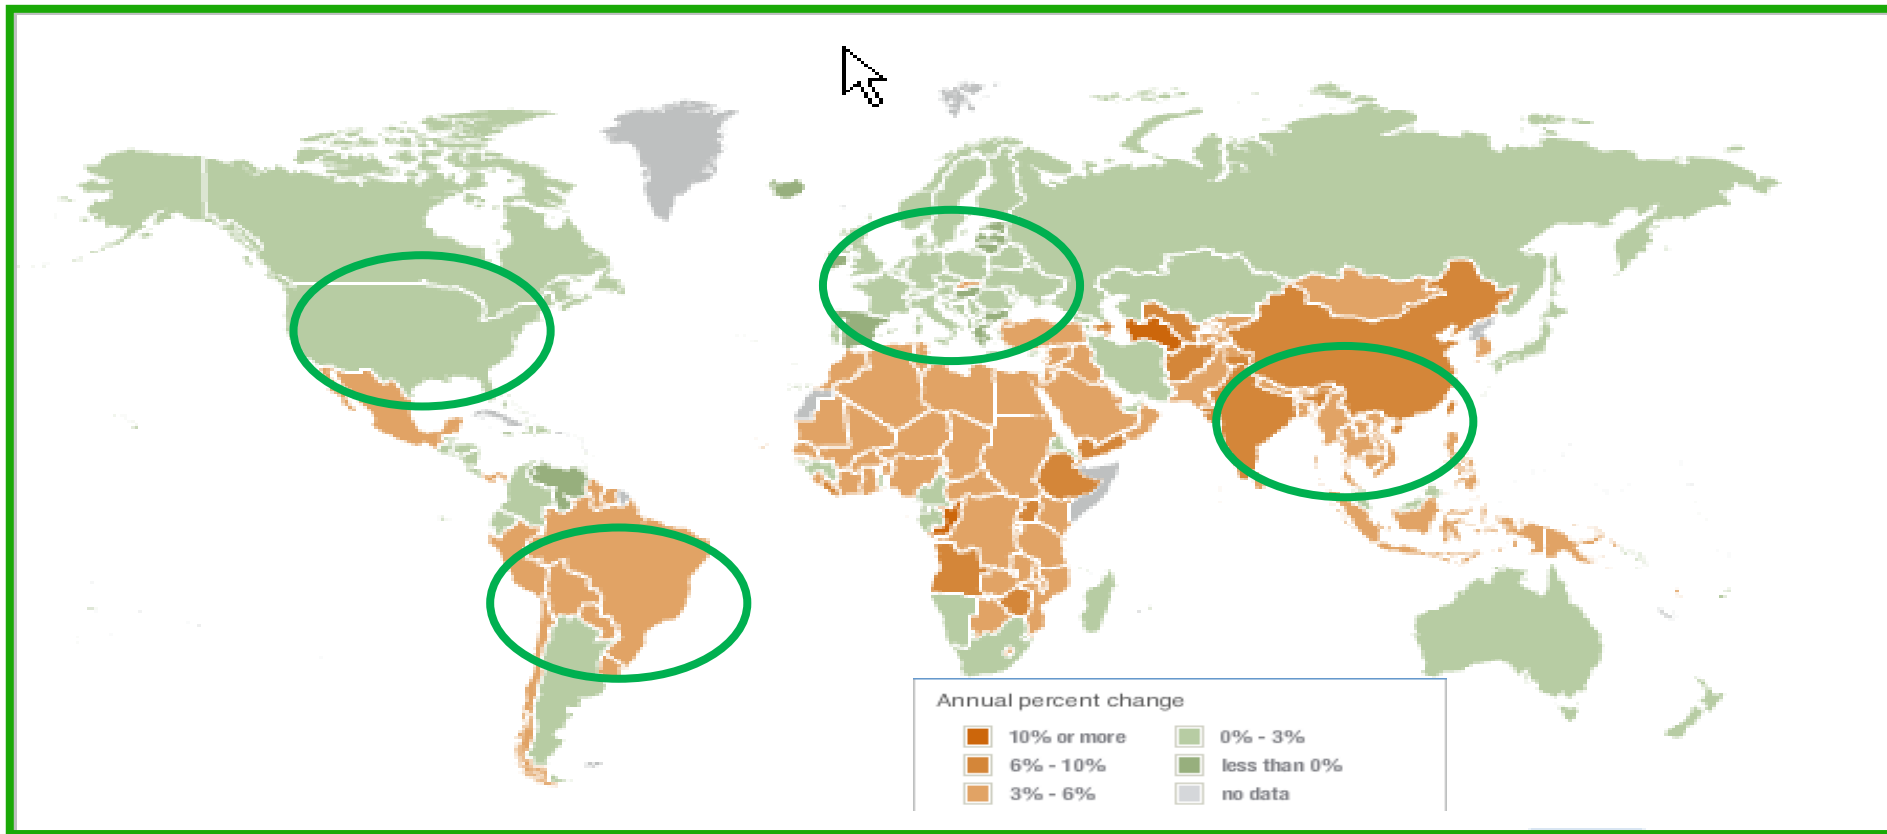 Annual percent change
10% or more
0% - 3%
6% - 10%
less than 0%
3% - 6%
no data